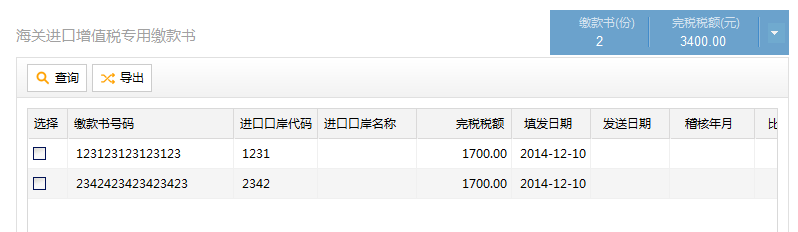 海关进口增值税专用缴款书
缴款书(份) 完税税额(元)
2 3400.00
查询 导出
选择 缴款书号码 进口口岸代码 进口口岸名称 完税税额 填发日期 发送日期 稽核年月 比
123123123123123 1231 1700.00 2014-12-10
2342423423423423 2342 1700.00 2014-12-10